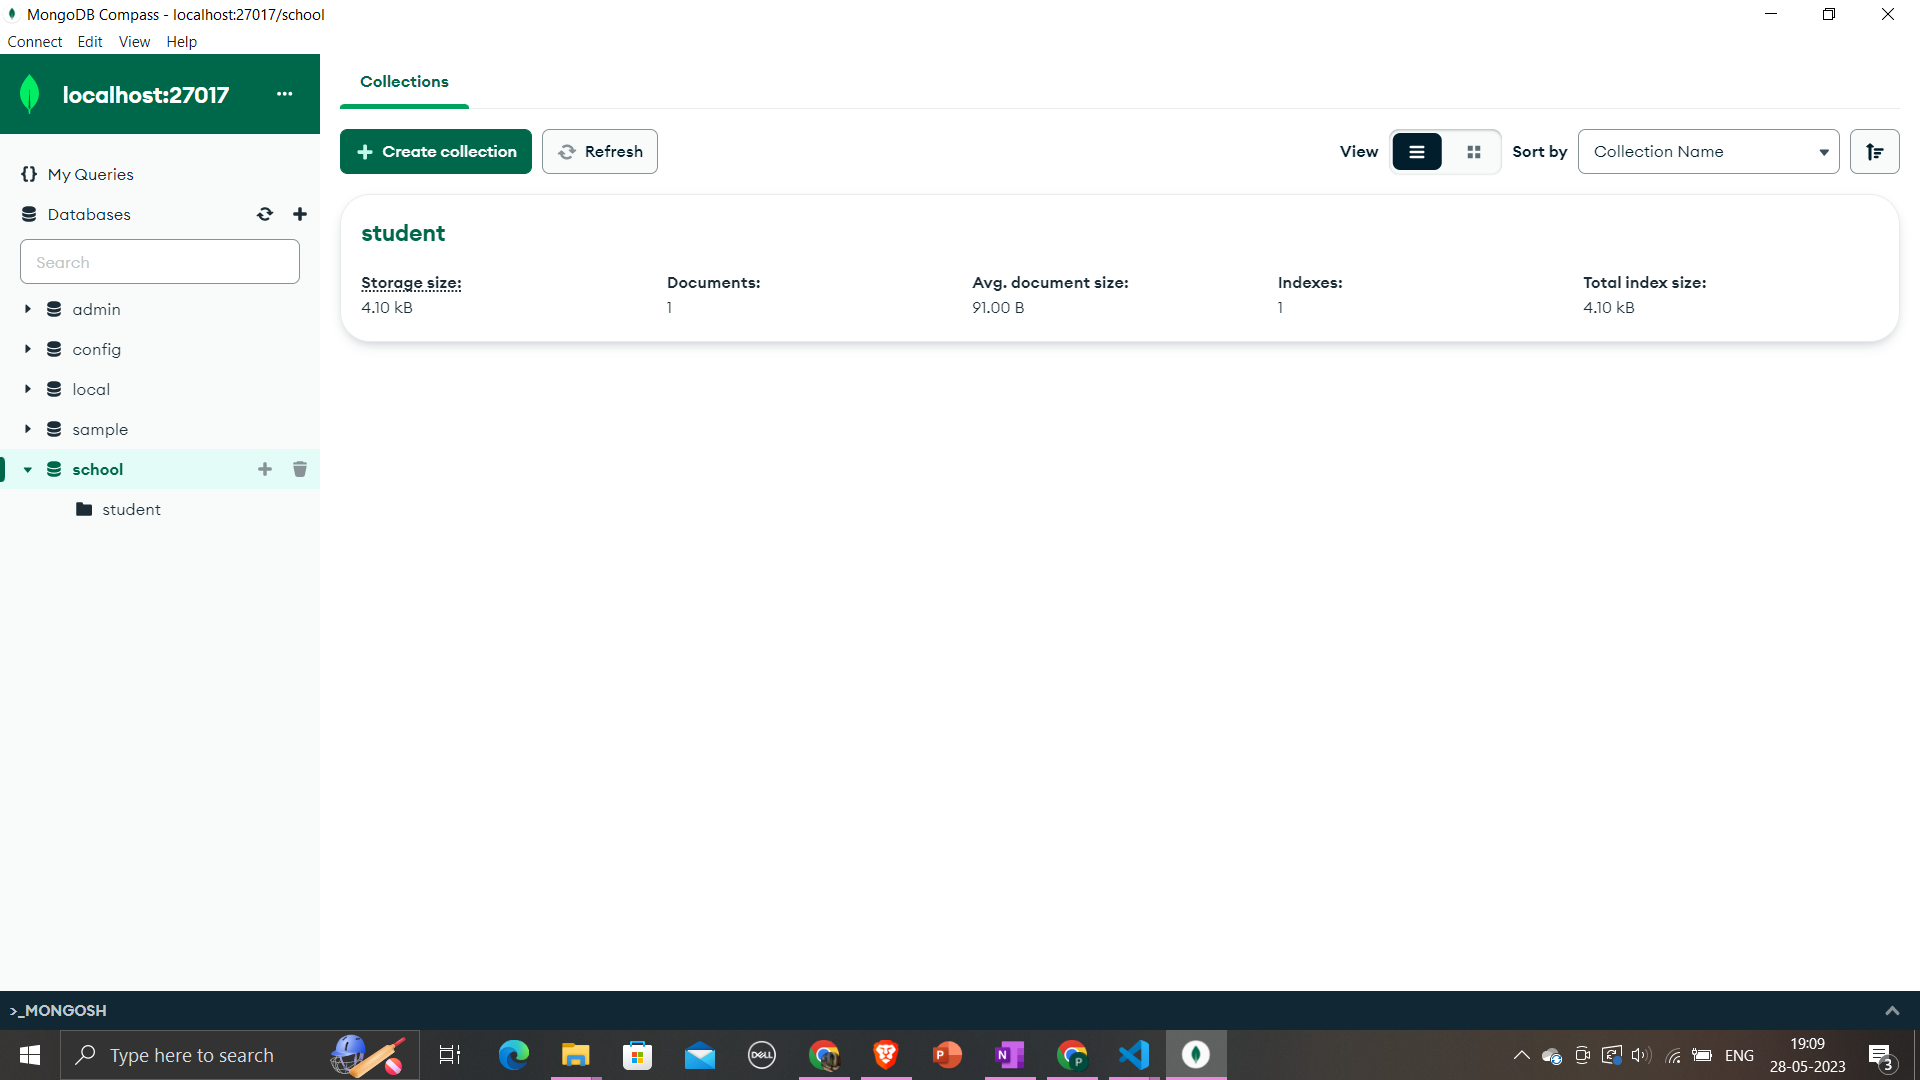 MongoDB Compass - localhost:27017/school
Connect Edit View Help
localhost:27017 ...
Collections
+ Create collection Refresh View Sort by Collection Name
{} My Queries
Databases
Search
admin
config
local
sample
school
student
student
Storage size: Documents: Avg. document size: Indexes: Total index size:
4.10 kB 1 91.00 B 1 4.10 kB
>_MONGOSH
Type here to search DELL P N P ENG 19:09
28-05-2023 3